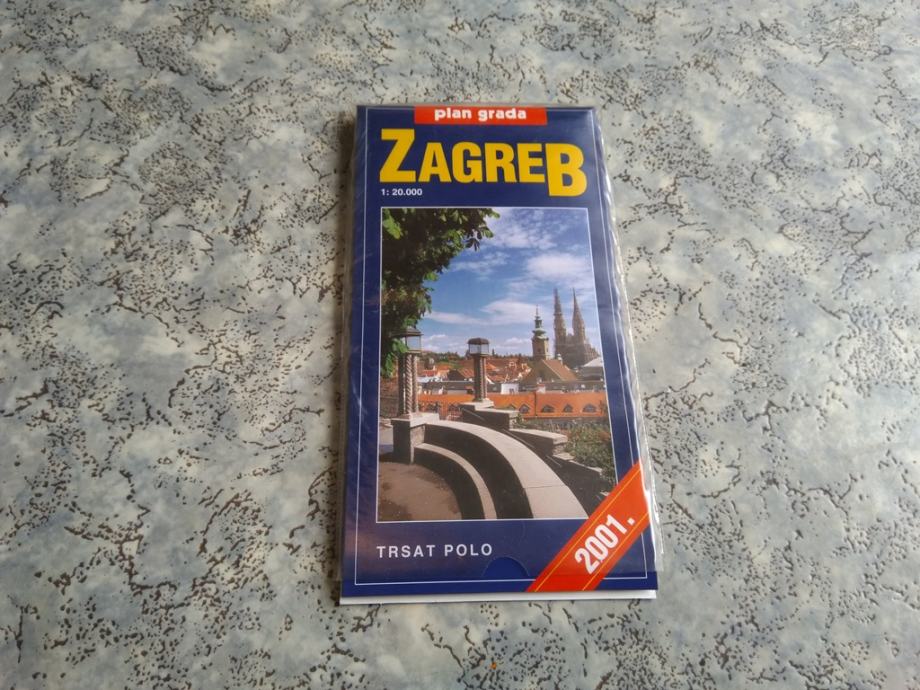 plan grada
ZAGREB
1: 20.000
TRSAT POLO
2001.